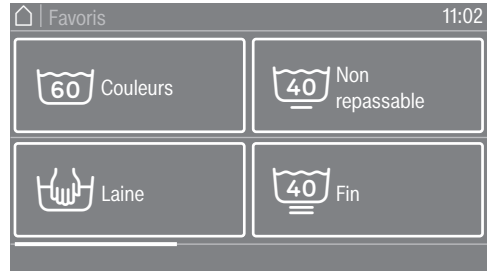 Favoris
11:02
60 Couleurs
40 Non
repassable
Laine
40 Fin